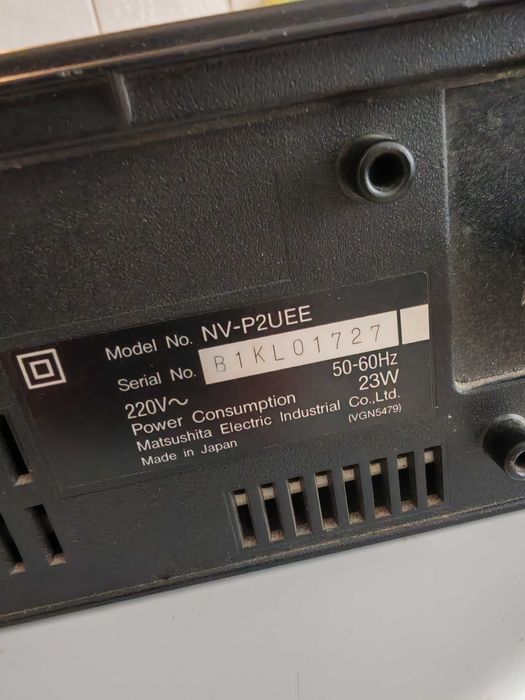 Model No. NV-P2UEE
Serial No. B1KL01727
220V~ 50-60Hz
Power Consumption 23W
Matsushita Electric Industrial Co.,Ltd.
Made in Japan (VGN5479)